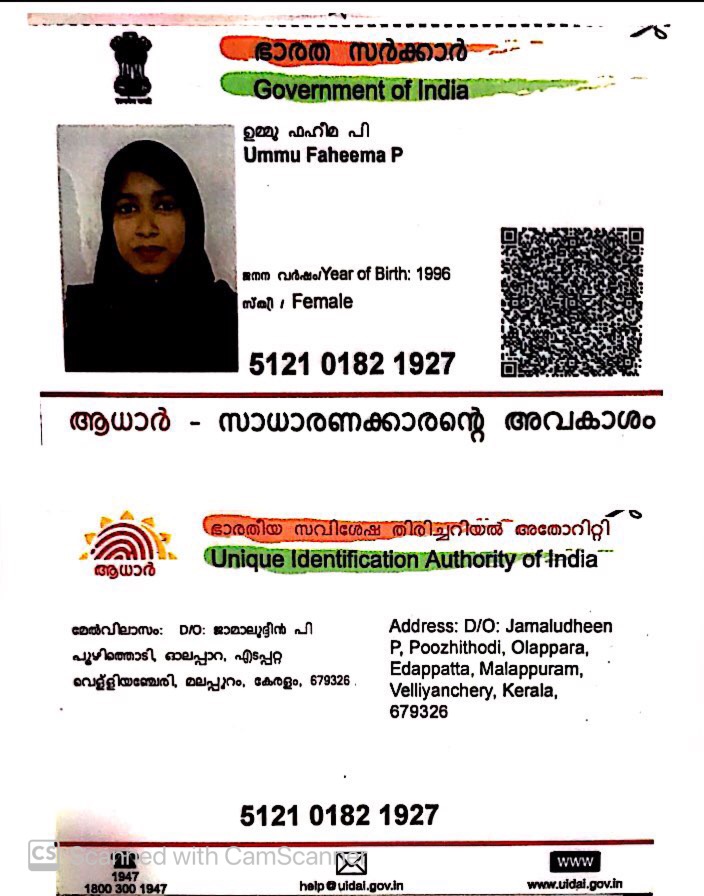 ഭാരത സർക്കാർ
Government of India
ഉമ്മു ഫഹീമ പി
Ummu Faheema P
ജനന വർഷം/Year of Birth: 1996
സ്ത്രീ / Female
5121 0182 1927
ആധാർ - സാധാരണക്കാരന്റെ അവകാശം
ഭാരതീയ സവിശേഷ തിരിച്ചറിയൽ അതോറിറ്റി
Unique Identification Authority of India
ആധാർ
മേൽവിലാസം: D/O: ജാമാലുദ്ദീൻ പി
പൂഴിത്തൊടി, ഓലപ്പാറ, എടപ്പറ്റ
വെള്ളിയഞ്ചേരി, മലപ്പുറം, കേരളം, 679326
Address: D/O: Jamaludheen
P, Poozhithodi, Olappara,
Edappatta, Malappuram,
Velliyanchery, Kerala,
679326
5121 0182 1927
CS Scanned with CamScanner
1947
1800 300 1947
help@uidai.gov.in
WWW
www.uidai.gov.in